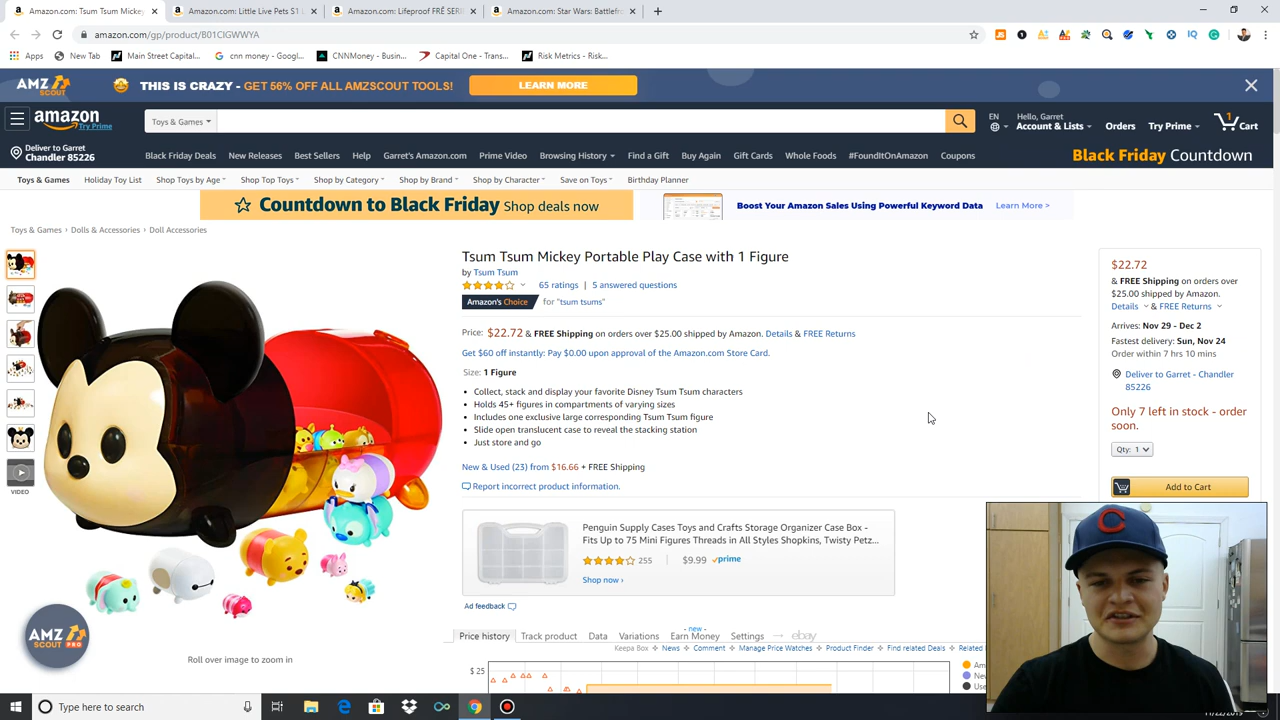 Amazon.com: Tsum Tsum Mickey
Amazon.com: Little Live Pets S1
Amazon.com: Lifeproof FRĒ SERI
Amazon.com: Star Wars: Battlefr
amazon.com/gp/product/B01CIGWWYA
Apps
New Tab
Main Street Capital...
cnn money - Googl...
CNNMoney - Busin...
Capital One - Trans...
Risk Metrics - Risk...
AMZ SCOUT
THIS IS CRAZY - GET 56% OFF ALL AMZSCOUT TOOLS!
LEARN MORE
amazon
Try Prime
Toys & Games
EN
Hello, Garret
Account & Lists
Orders
Try Prime
1
Cart
Deliver to Garret
Chandler 85226
Black Friday Deals
New Releases
Best Sellers
Help
Garret's Amazon.com
Prime Video
Browsing History
Find a Gift
Buy Again
Gift Cards
Whole Foods
#FoundItOnAmazon
Coupons
Black Friday Countdown
Toys & Games
Holiday Toy List
Shop Toys by Age
Shop Top Toys
Shop by Category
Shop by Brand
Shop by Character
Save on Toys
Birthday Planner
Countdown to Black Friday Shop deals now
Boost Your Amazon Sales Using Powerful Keyword Data Learn More >
Toys & Games › Dolls & Accessories › Doll Accessories
Tsum Tsum Mickey Portable Play Case with 1 Figure
by Tsum Tsum
65 ratings | 5 answered questions
Amazon's Choice for "tsum tsums"
Price: $22.72 & FREE Shipping on orders over $25.00 shipped by Amazon. Details & FREE Returns
Get $60 off instantly: Pay $0.00 upon approval of the Amazon.com Store Card.
Size: 1 Figure
• Collect, stack and display your favorite Disney Tsum Tsum characters
• Holds 45+ figures in compartments of varying sizes
• Includes one exclusive large corresponding Tsum Tsum figure
• Slide open translucent case to reveal the stacking station
• Just store and go
New & Used (23) from $16.66 + FREE Shipping
Report incorrect product information.
Penguin Supply Cases Toys and Crafts Storage Organizer Case Box -
Fits Up to 75 Mini Figures Threads in All Styles Shopkins, Twisty Petz...
255 | $9.99 prime
Shop now ›
Ad feedback
$22.72
& FREE Shipping on orders over
$25.00 shipped by Amazon.
Details & FREE Returns
Arrives: Nov 29 - Dec 2
Fastest delivery: Sun, Nov 24
Order within 7 hr 10 mins
Deliver to Garret - Chandler
85226
Only 7 left in stock - order
soon.
Qty: 1
Add to Cart
VIDEO
AMZ SCOUT PRO
Roll over image to zoom in
- new -
Price history
Track product
Data
Variations
Earn Money
Settings
ebay
Keepa Box
News
Comment
Manage Price Watches
Product Finder
Find related Deals
Related
$ 25
Am
Ne
Use
C
Type here to search